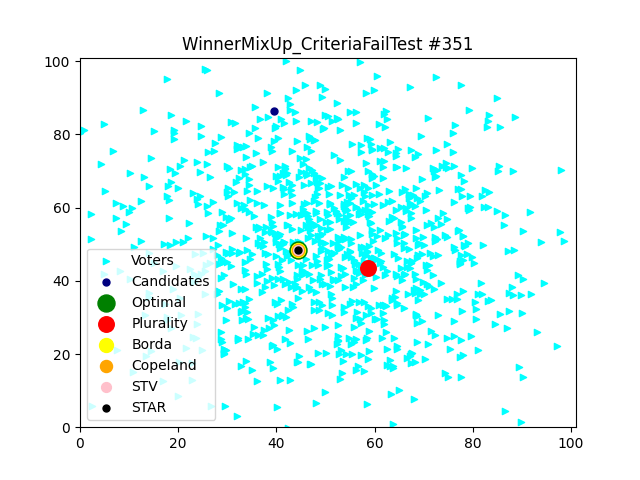 WinnerMixUp_CriteriaFailTest #351
100
80
60
40
20
0
0
20
40
60
80
100
Voters
Candidates
Optimal
Plurality
Borda
Copeland
STV
STAR